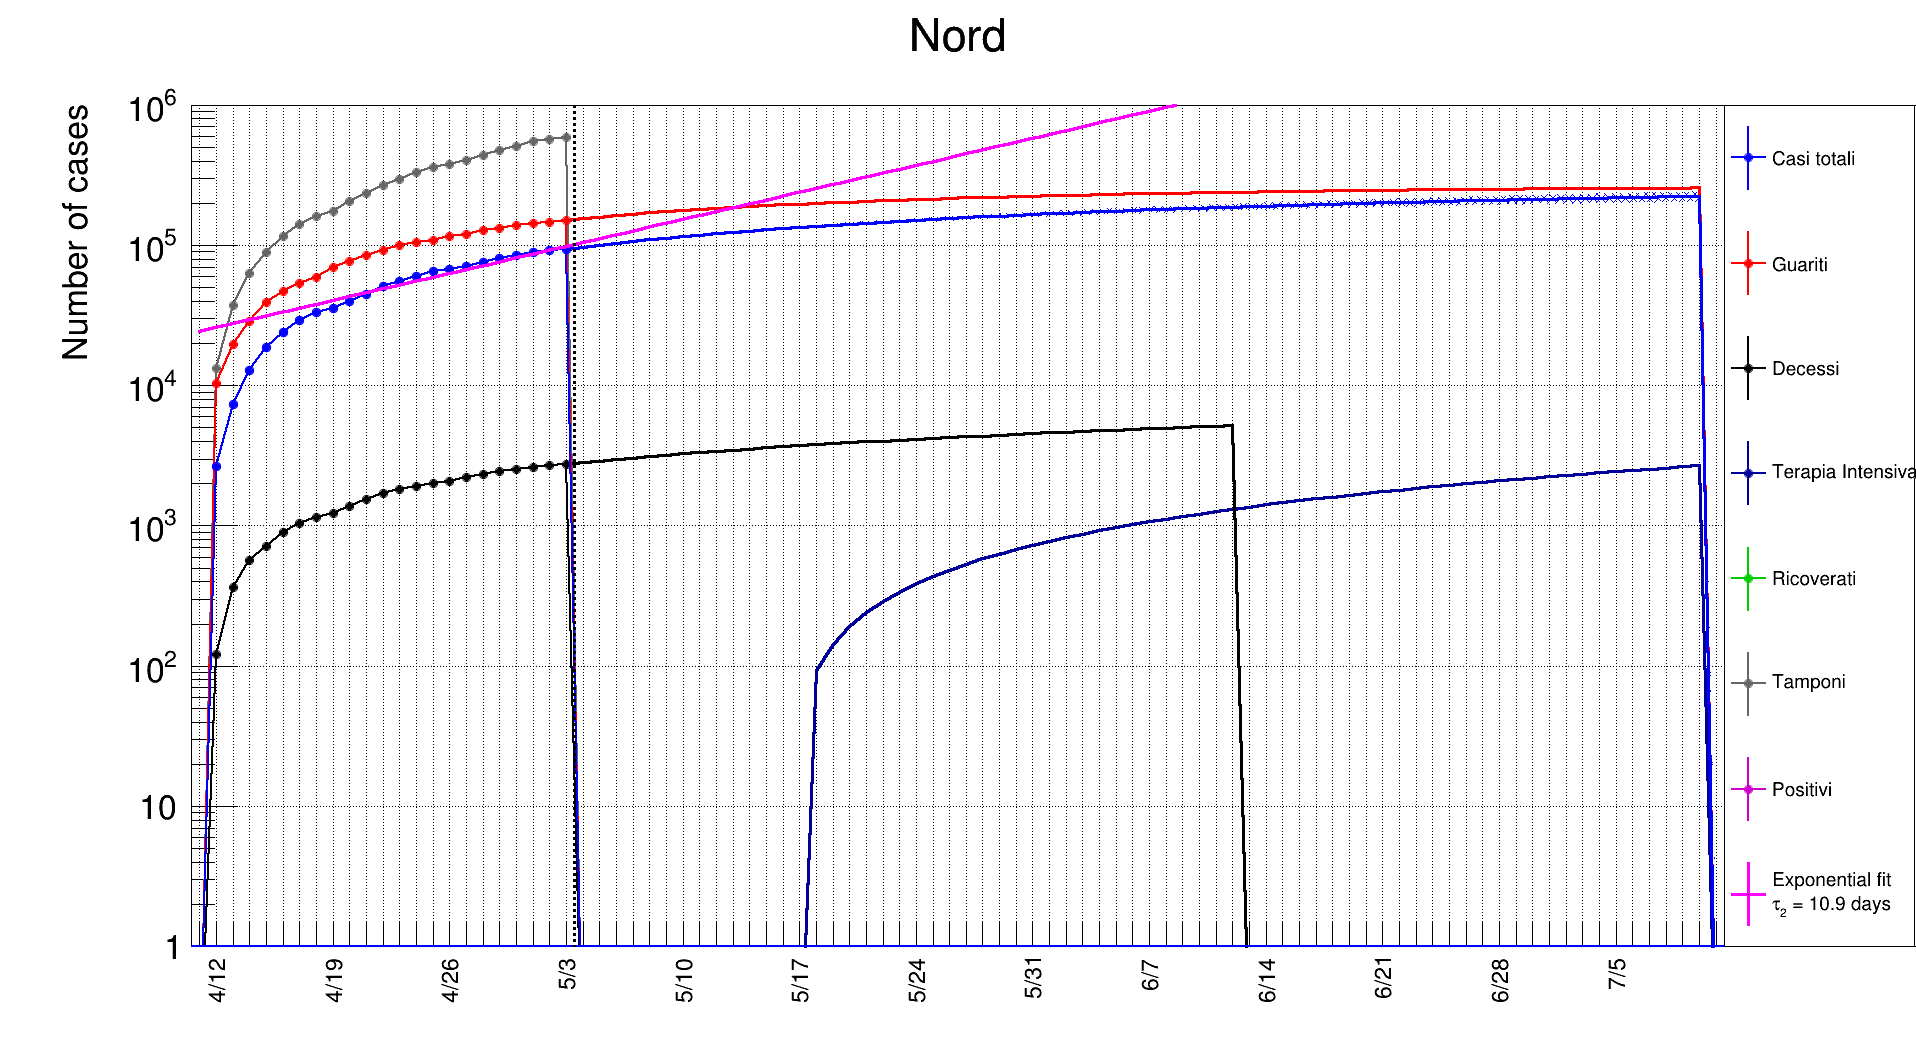 Nord
Number of cases
10^6
10^5
10^4
10^3
10^2
10
1
4/12
4/19
4/26
5/3
5/10
5/17
5/24
5/31
6/7
6/14
6/21
6/28
7/5
Casi totali
Guariti
Decessi
Terapia Intensiva
Ricoverati
Tamponi
Positivi
Exponential fit
τ₂ = 10.9 days